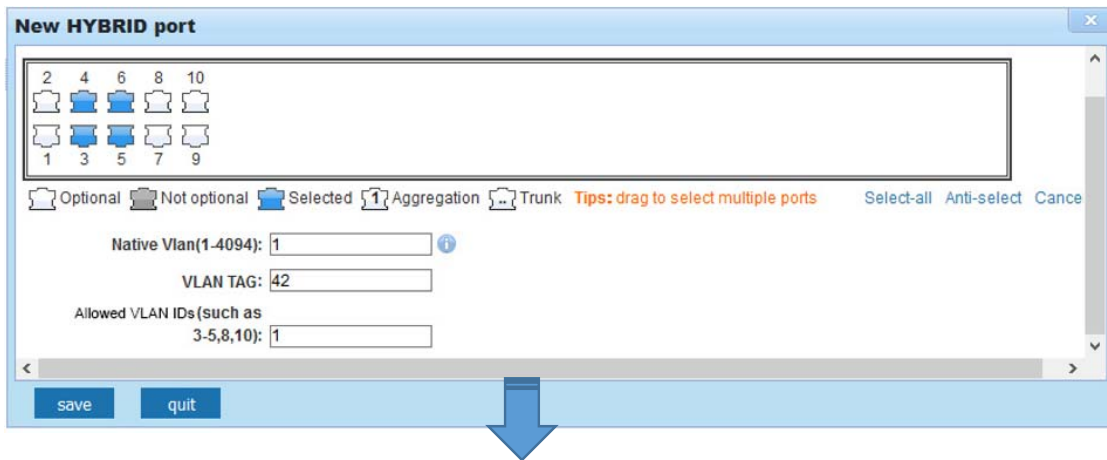 New HYBRID port
2 4 6 8 10
1 3 5 7 9
Optional Not optional Selected 1 Aggregation .. Trunk Tips: drag to select multiple ports Select-all Anti-select Cance
Native Vlan(1-4094): 1
VLAN TAG: 42
Allowed VLAN IDs(such as
3-5,8,10): 1
save quit